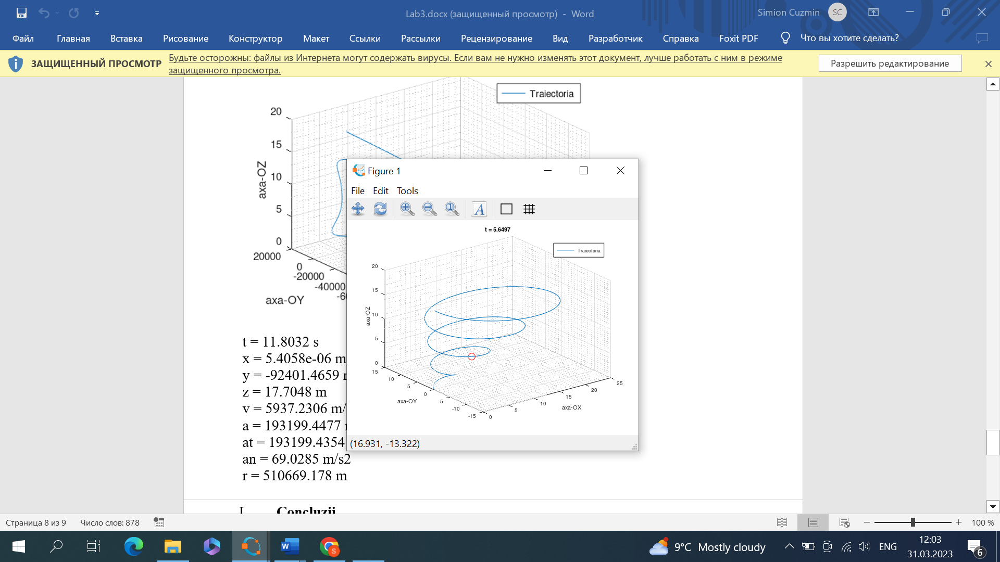 Lab3.docx (защищенный просмотр) - Word
Simion Cuzmin SC
Файл Главная Вставка Рисование Конструктор Макет Ссылки Рассылки Рецензирование Вид Разработчик Справка Foxit PDF Что вы хотите сделать?
ЗАЩИЩЕННЫЙ ПРОСМОТР
Будьте осторожны: файлы из Интернета могут содержать вирусы. Если вам не нужно изменять этот документ, лучше работать с ним в режиме
защищенного просмотра.
Разрешить редактирование
Traiectoria
20
15
10
5
0
axa-OZ
20000
0
-20000
-40000
-6
axa-OY
t = 11.8032 s
x = 5.4058e-06 m
y = -92401.4659
z = 17.7048 m
v = 5937.2306 m/
a = 193199.4477
at = 193199.4354
an = 69.0285 m/s2
r = 510669.178 m
I Concluzii
Figure 1
File Edit Tools
A
t = 5.6497
Traiectoria
20
15
10
5
0
axa-OZ
15
10
5
0
-5
-10
-15
axa-OY
0
5
10
15
20
25
axa-OX
(16.931, -13.322)
Страница 8 из 9 Число слов: 878
100 %
9°C Mostly cloudy
ENG
12:03
31.03.2023
6